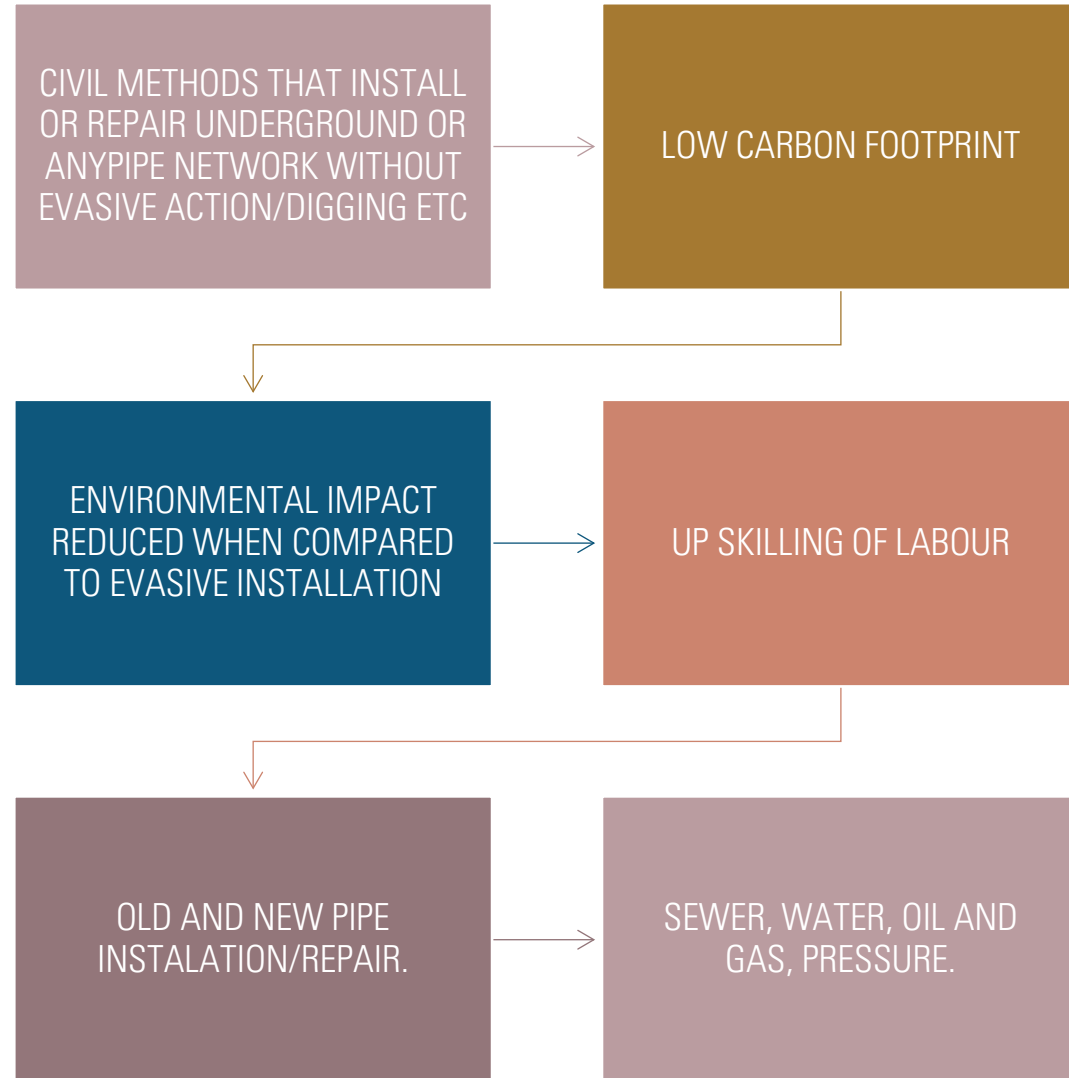 CIVIL METHODS THAT INSTALL
OR REPAIR UNDERGROUND OR
ANYPIPE NETWORK WITHOUT
EVASIVE ACTION/DIGGING ETC
LOW CARBON FOOTPRINT
ENVIRONMENTAL IMPACT
REDUCED WHEN COMPARED
TO EVASIVE INSTALLATION
UP SKILLING OF LABOUR
OLD AND NEW PIPE
INSTALATION/REPAIR.
SEWER, WATER, OIL AND
GAS, PRESSURE.